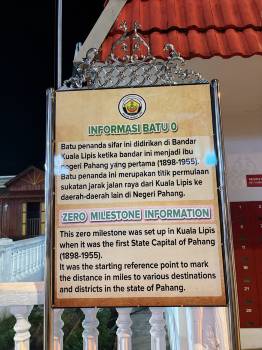 INFORMASI BATU 0
Batu penanda sifar ini didirikan di Bandar
Kuala Lipis ketika bandar ini menjadi ibu
negeri Pahang yang pertama (1898-1955).
Batu penanda ini merupakan titik permulaan
sukatan jarak jalan raya dari Kuala Lipis ke
daerah-daerah lain di Negeri Pahang.
ZERO MILESTONE INFORMATION
This zero milestone was set up in Kuala Lipis
when it was the first State Capital of Pahang
(1898-1955).
It was the starting reference point to mark
the distance in miles to various destinations
and districts in the state of Pahang.